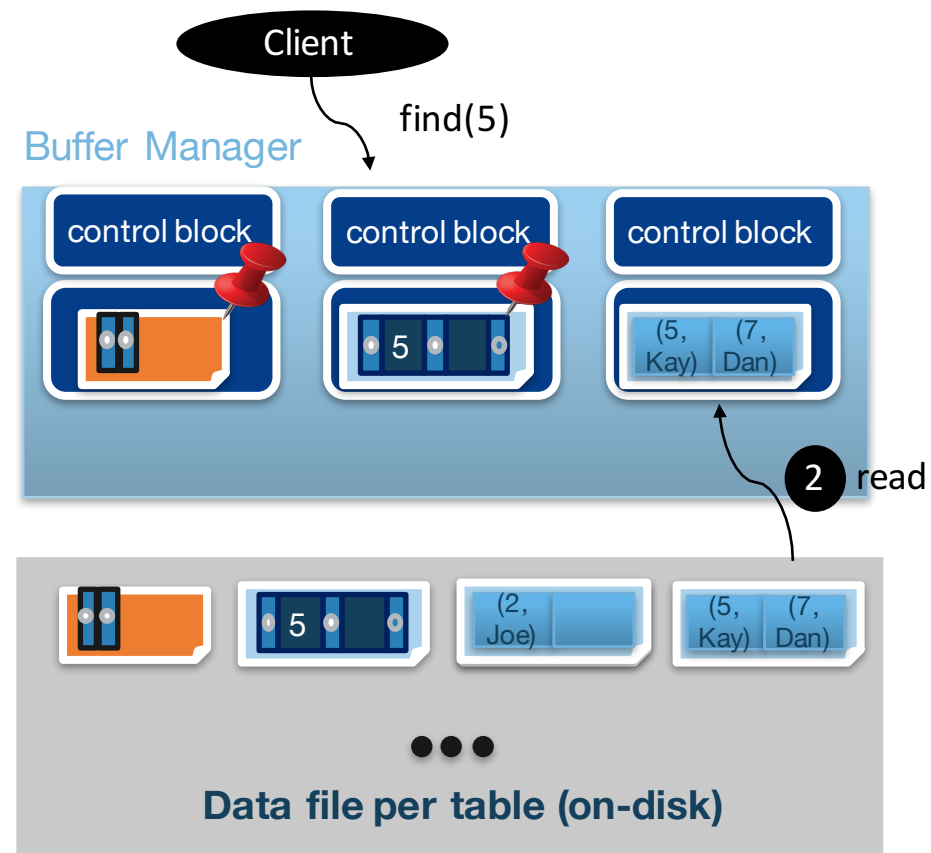 Client
find(5)
Buffer Manager
control block
control block
control block
5
(5,
Kay)
(7,
Dan)
2
read
5
(2,
Joe)
(5,
Kay)
(7,
Dan)
Data file per table (on-disk)